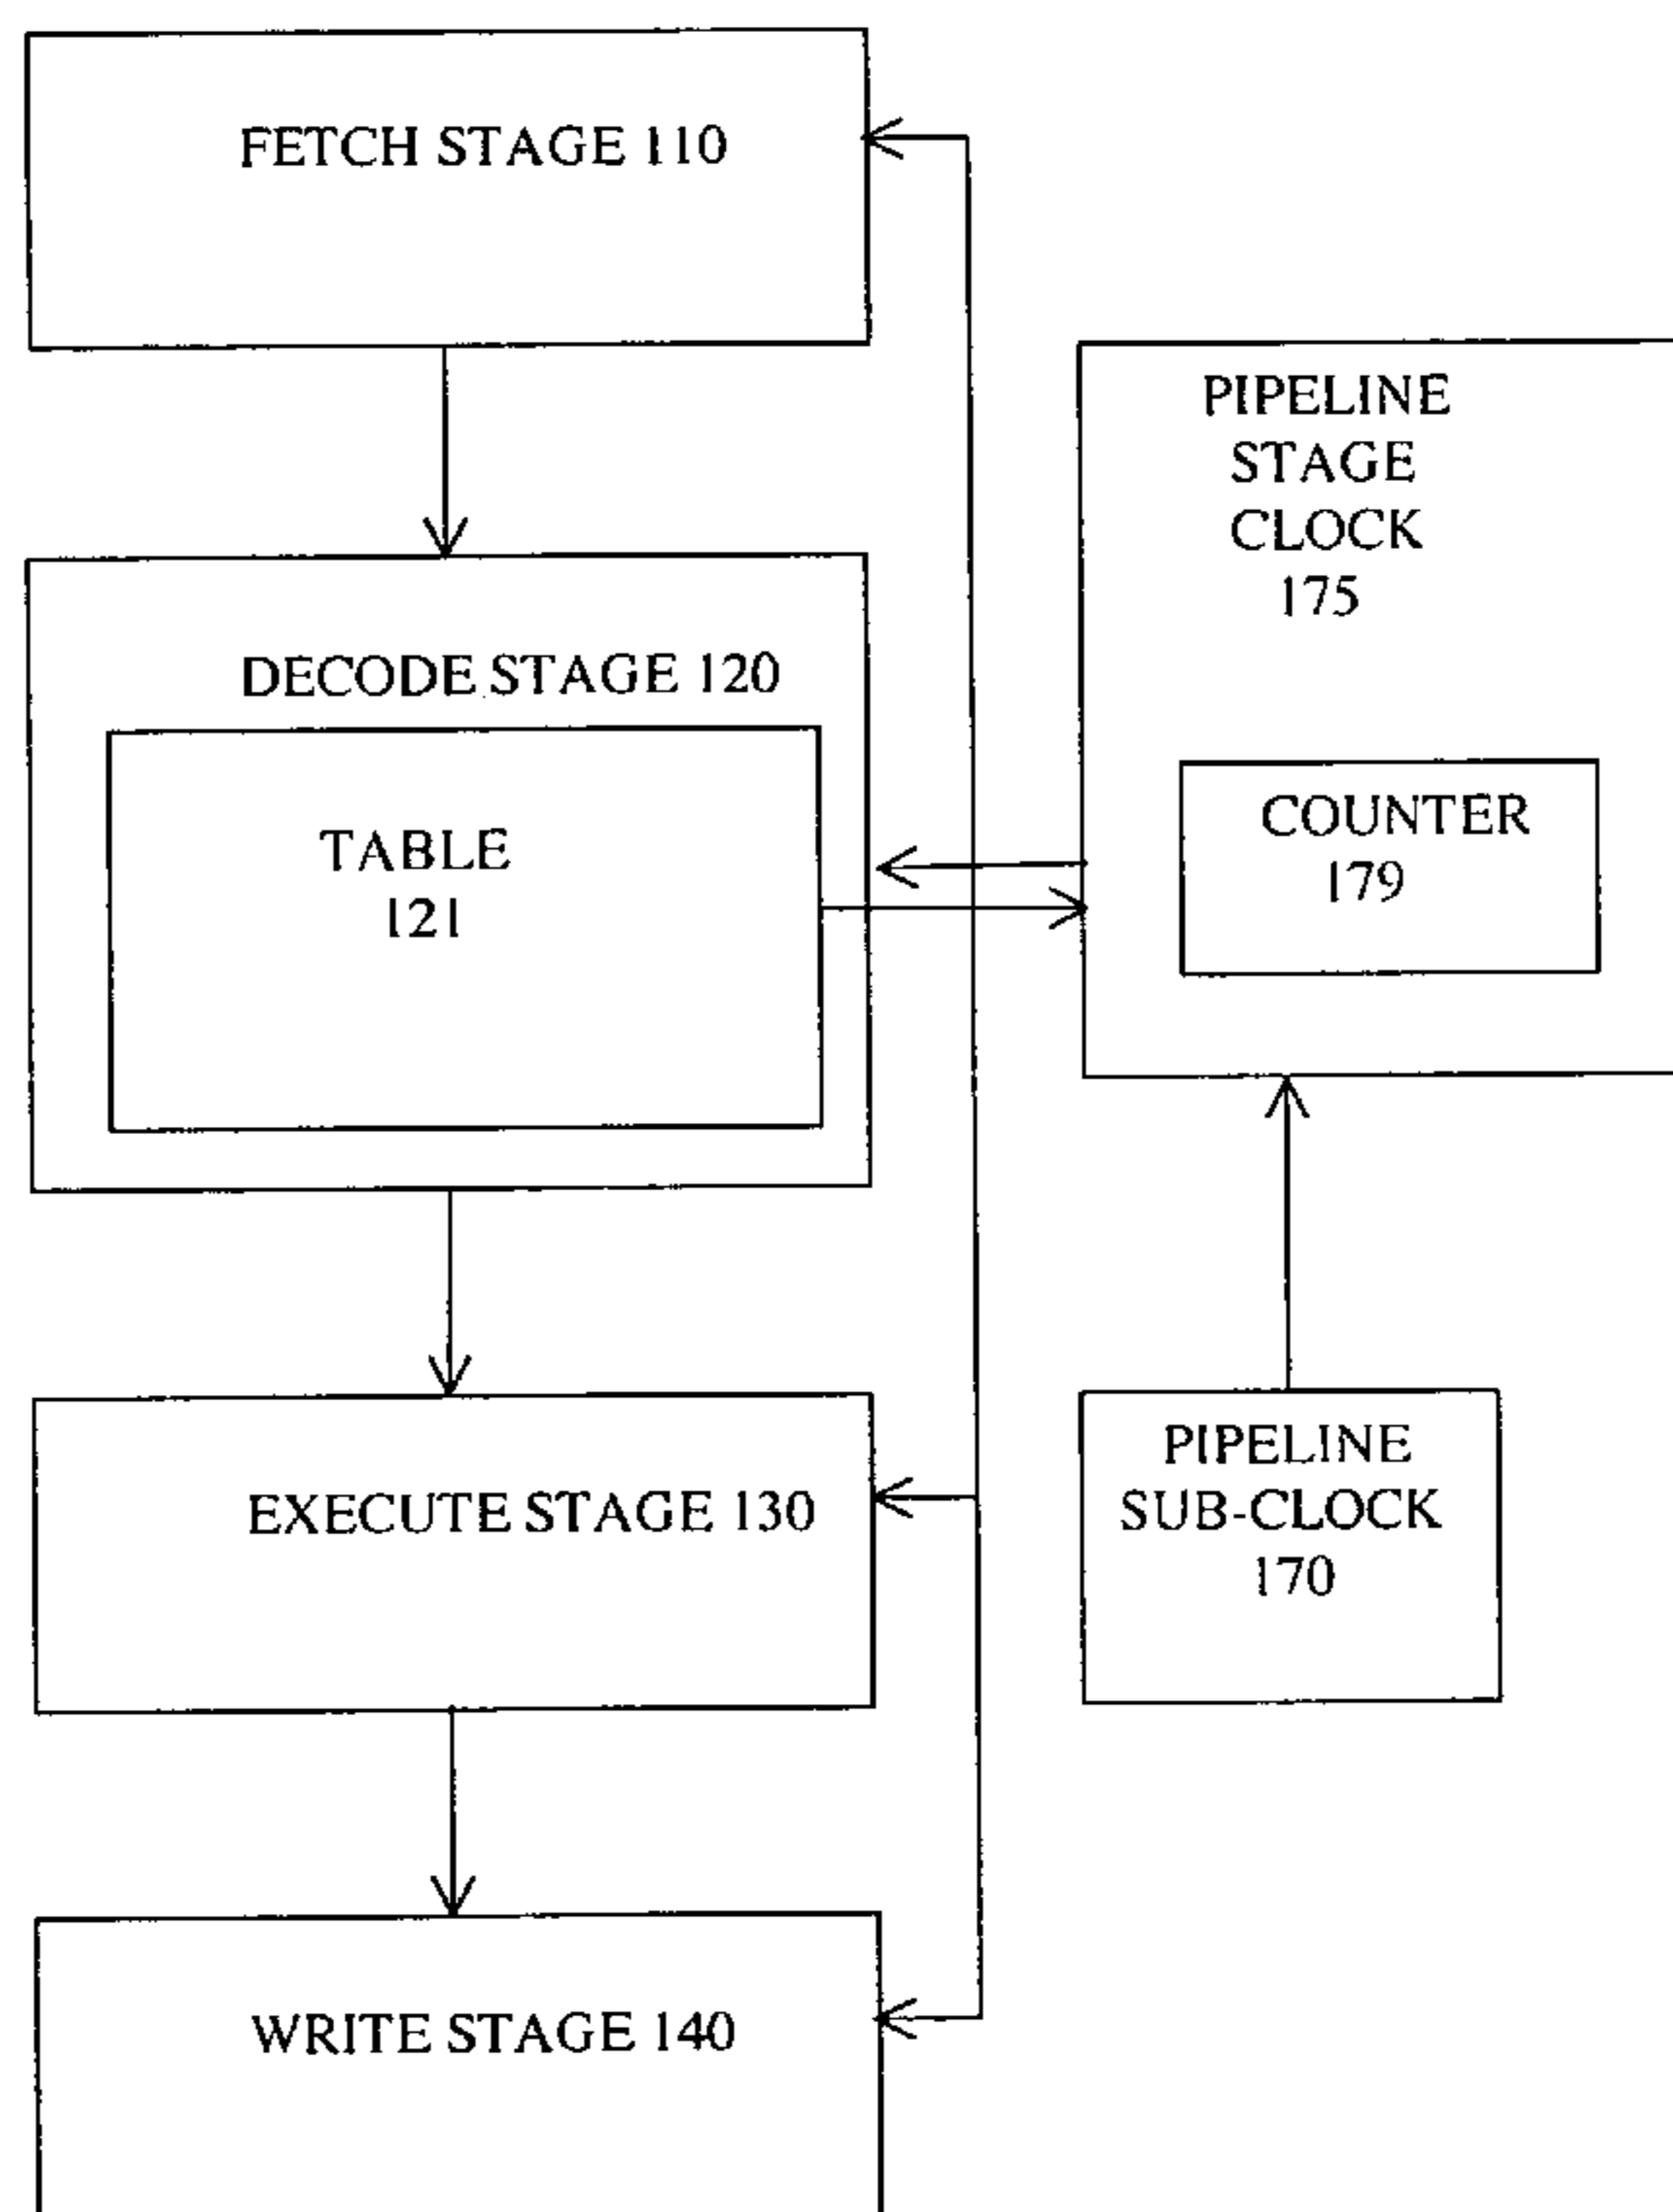 FETCH STAGE 110
PIPELINE
STAGE
CLOCK
175
DECODE STAGE 120
COUNTER
179
TABLE
121
EXECUTE STAGE 130
PIPELINE
SUB-CLOCK
170
WRITE STAGE 140